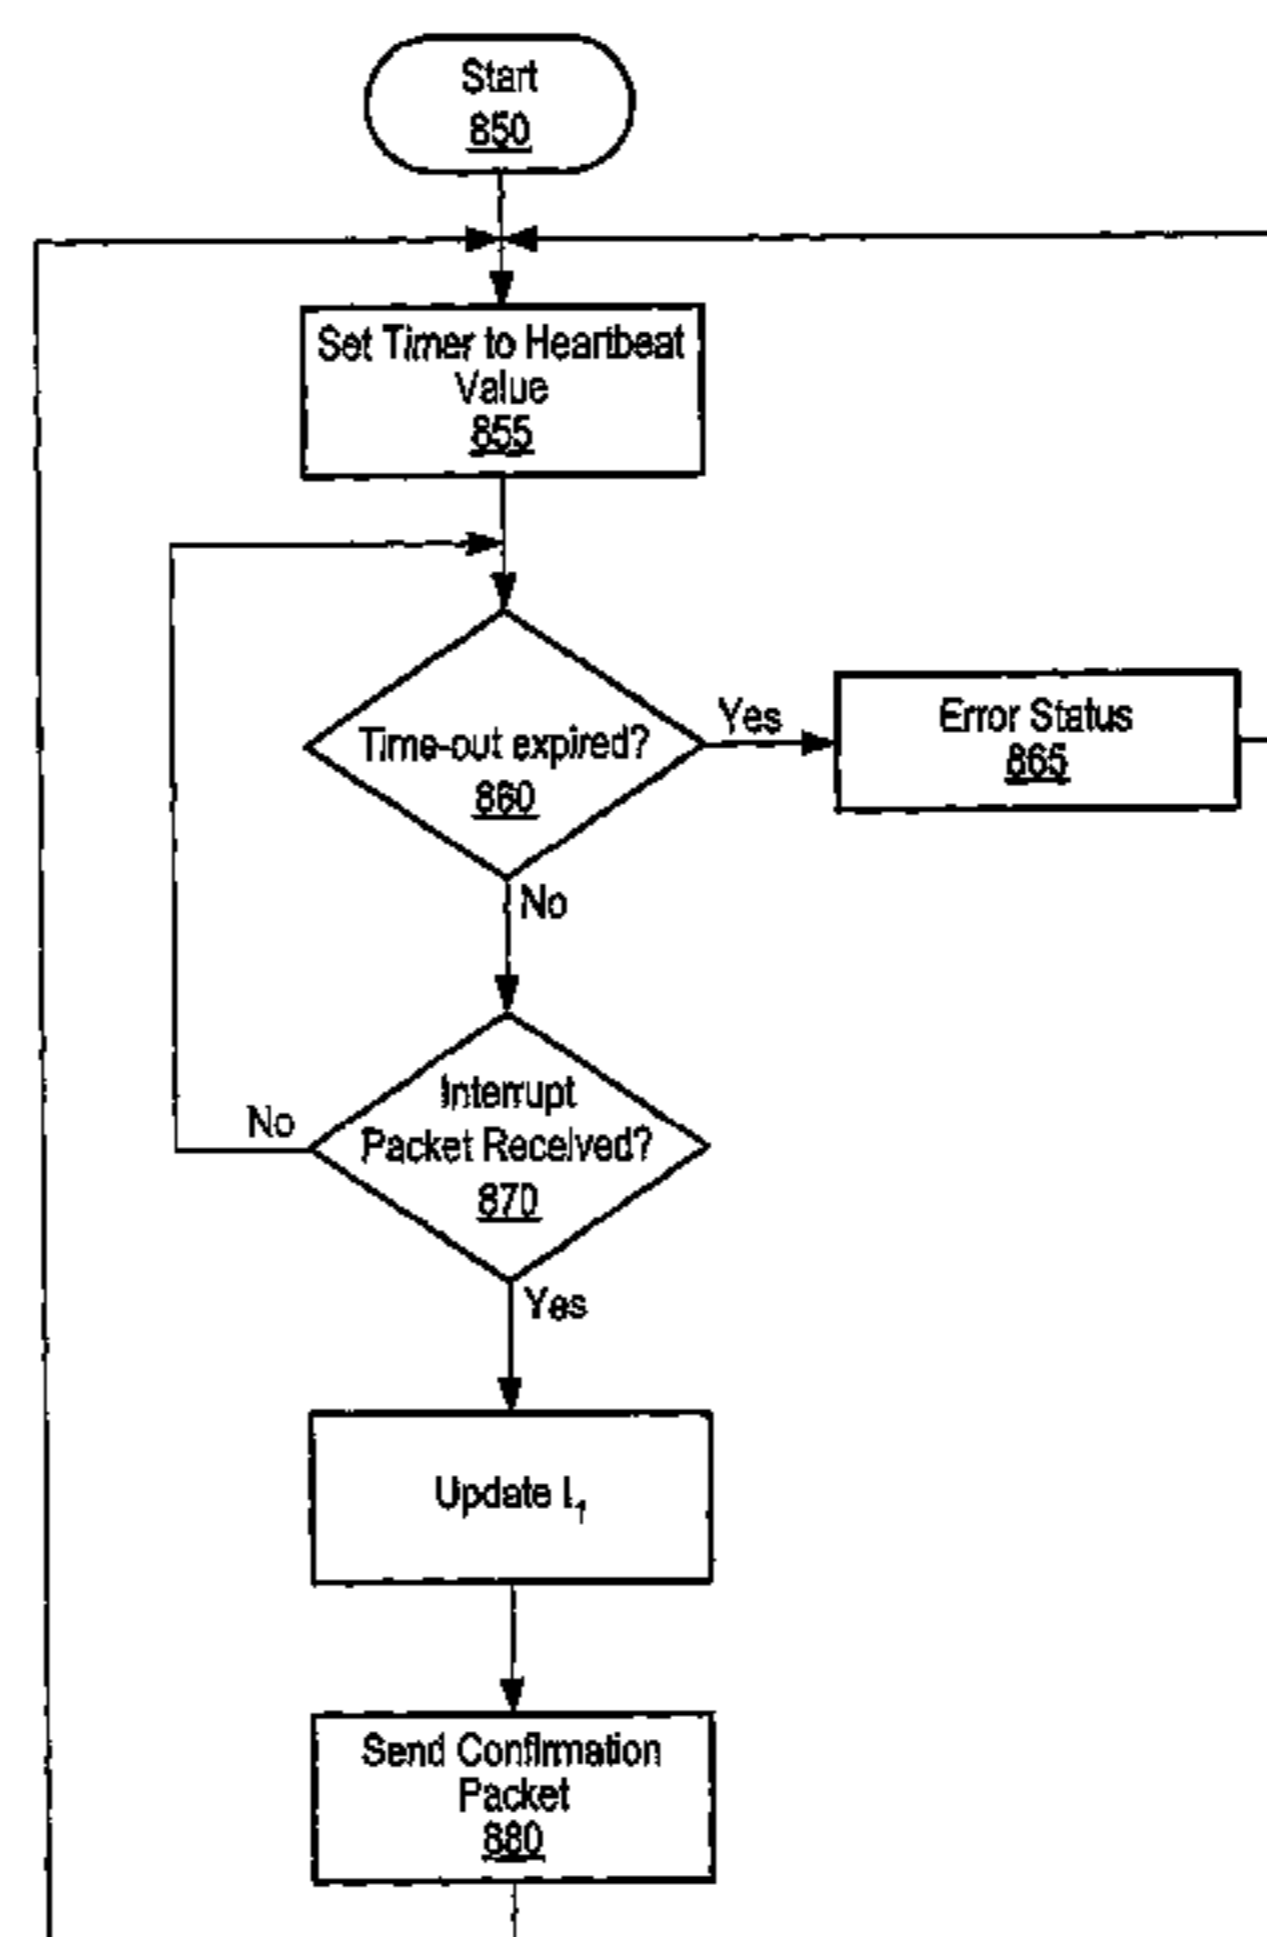 Start
850
Set Timer to Heartbeat
Value
855
Time-out expired?
860
Yes
Error Status
865
No
Interrupt
Packet Received?
870
No
Yes
Update I₁
Send Confirmation
Packet
880